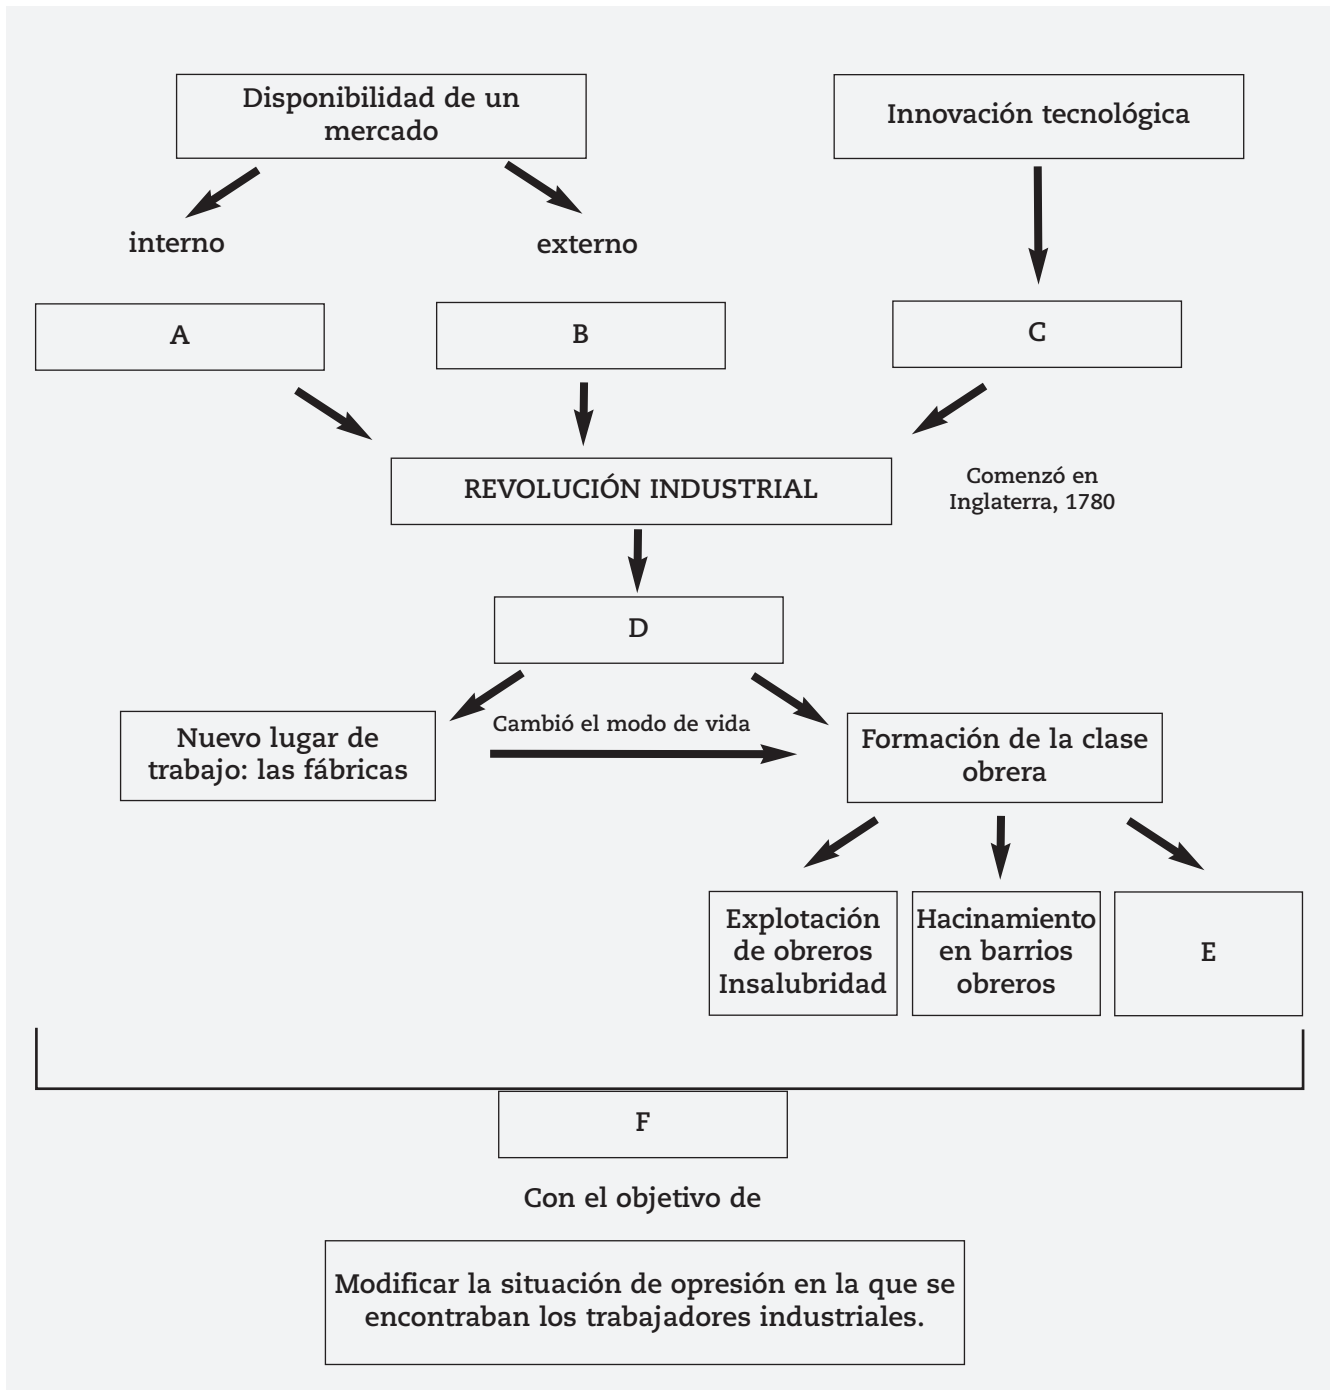 Disponibilidad de un
mercado
Innovación tecnológica
interno
externo
A
B
C
REVOLUCIÓN INDUSTRIAL
Comenzó en
Inglaterra, 1780
D
Nuevo lugar de
trabajo: las fábricas
Cambió el modo de vida
Formación de la clase
obrera
Explotación
de obreros
Insalubridad
Hacinamiento
en barrios
obreros
E
F
Con el objetivo de
Modificar la situación de opresión en la que se
encontraban los trabajadores industriales.